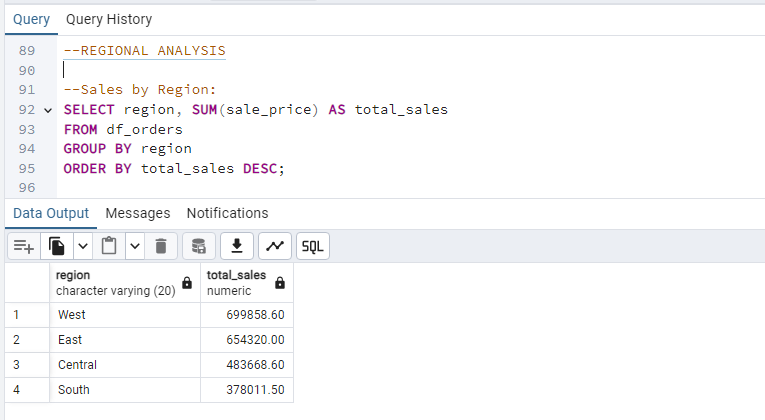 Query Query History
89 --REGIONAL ANALYSIS
90
91 --Sales by Region:
92 SELECT region, SUM(sale_price) AS total_sales
93 FROM df_orders
94 GROUP BY region
95 ORDER BY total_sales DESC;
96
Data Output Messages Notifications
SQL
region total_sales
character varying (20) numeric
1 West 699858.60
2 East 654320.00
3 Central 483668.60
4 South 378011.50